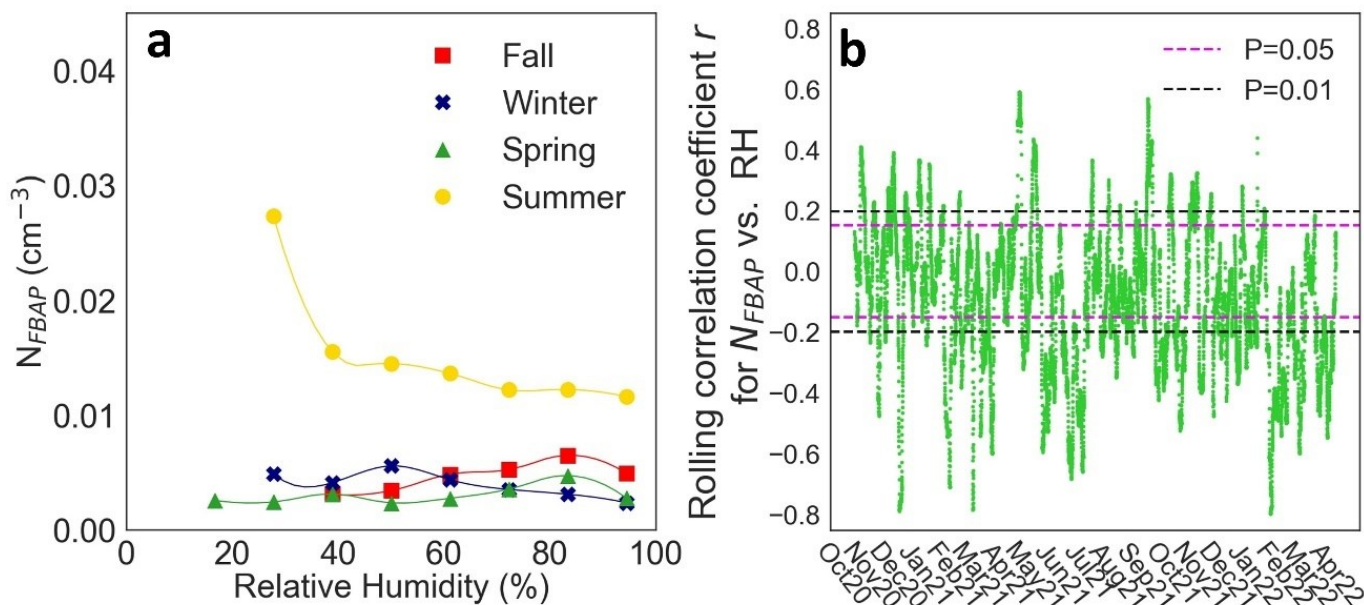 a
Fall
Winter
Spring
Summer
N_FBAP (cm⁻³)
0.04
0.03
0.02
0.01
0.00
0 20 40 60 80 100
Relative Humidity (%)
b
P=0.05
P=0.01
Rolling correlation coefficient r
for N_FBAP vs. RH
0.8
0.6
0.4
0.2
0.0
−0.2
−0.4
−0.6
−0.8
Oct20
Nov20
Dec20
Jan21
Feb21
Mar21
Apr21
May21
Jun21
Jul21
Aug21
Sep21
Oct21
Nov21
Dec21
Jan22
Feb22
Mar22
Apr22